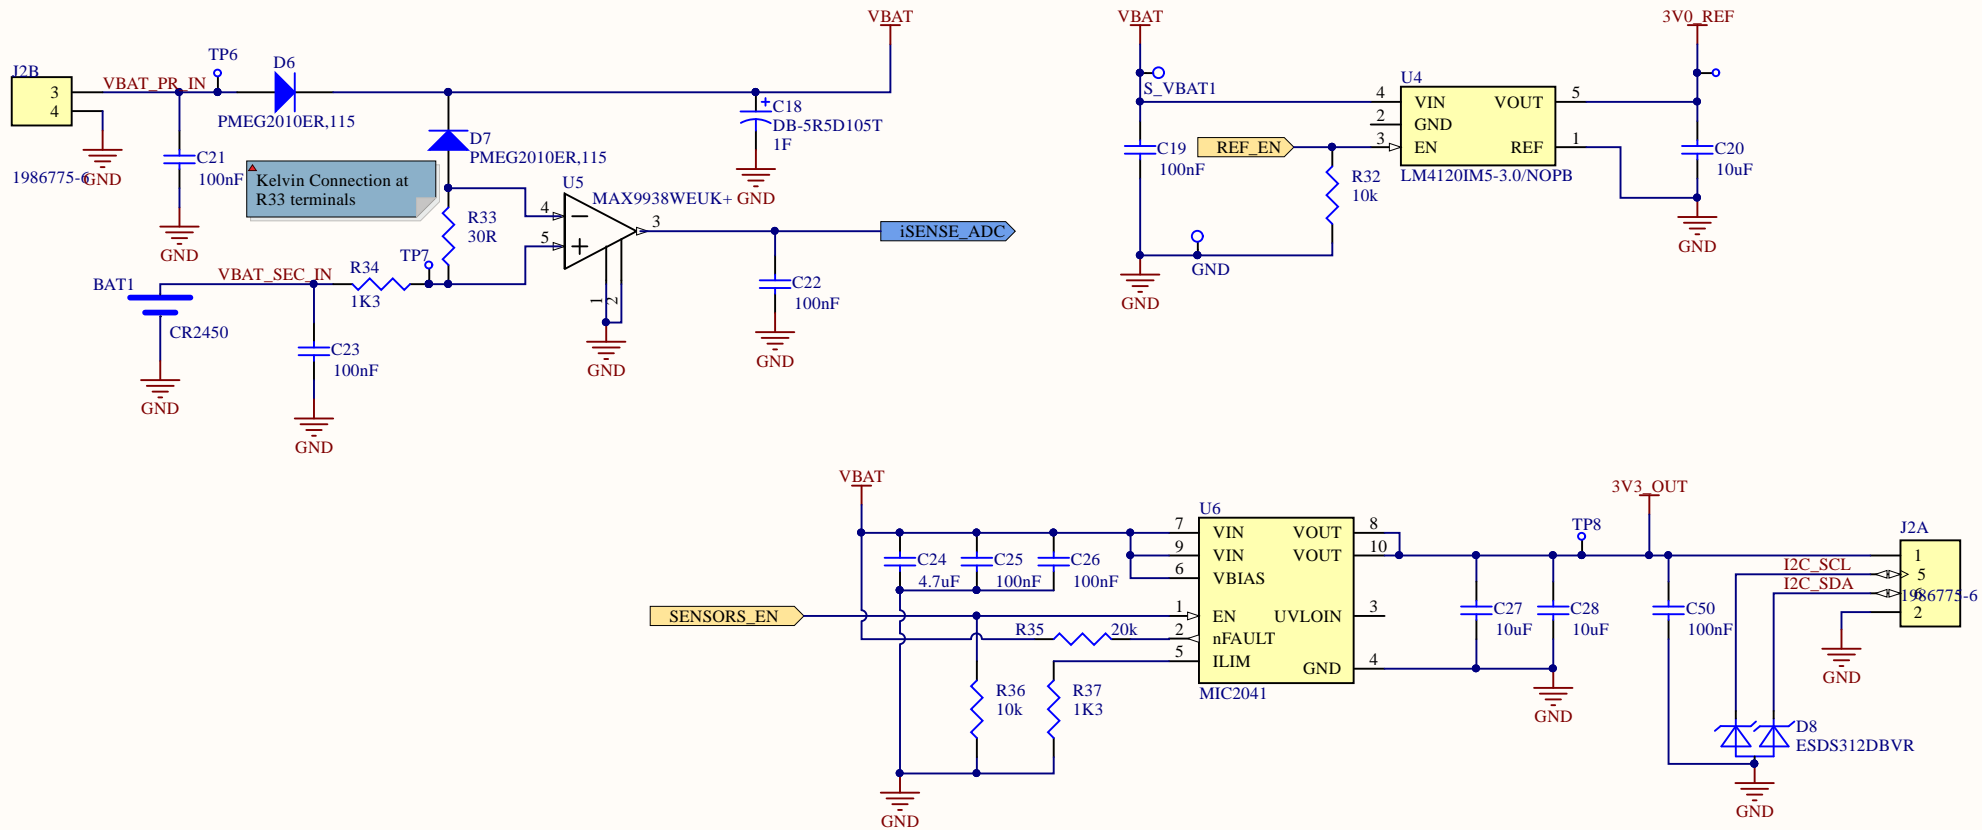 VBAT
TP6
D6
J2B
VBAT_PR_IN
3
4
PMEG2010ER,115
C18
DB-5R5D105T
1F
D7
PMEG2010ER,115
C21
100nF
1986775-6
GND
Kelvin Connection at
R33 terminals
U5
MAX9938WEUK+
GND
4
5
3
R33
30R
iSENSE_ADC
GND
TP7
VBAT_SEC_IN
R34
1K3
BAT1
CR2450
1
2
C22
100nF
C23
100nF
GND
GND
GND
GND
VBAT
3V0_REF
S_VBAT1
U4
4
VIN
VOUT
5
2
GND
3
EN
REF
1
LM4120IM5-3.0/NOPB
C19
100nF
REF_EN
R32
10k
C20
10uF
GND
GND
GND
VBAT
3V3_OUT
U6
7
VIN
VOUT
8
9
VIN
VOUT
10
6
VBIAS
1
EN
UVLOIN
3
2
nFAULT
5
ILIM
GND
4
MIC2041
C24
4.7uF
C25
100nF
C26
100nF
SENSORS_EN
R35
20k
R36
10k
R37
1K3
GND
TP8
C27
10uF
C28
10uF
C50
100nF
GND
J2A
1
I2C_SCL
5
I2C_SDA
6
1986775-6
2
GND
D8
ESDS312DBVR
GND